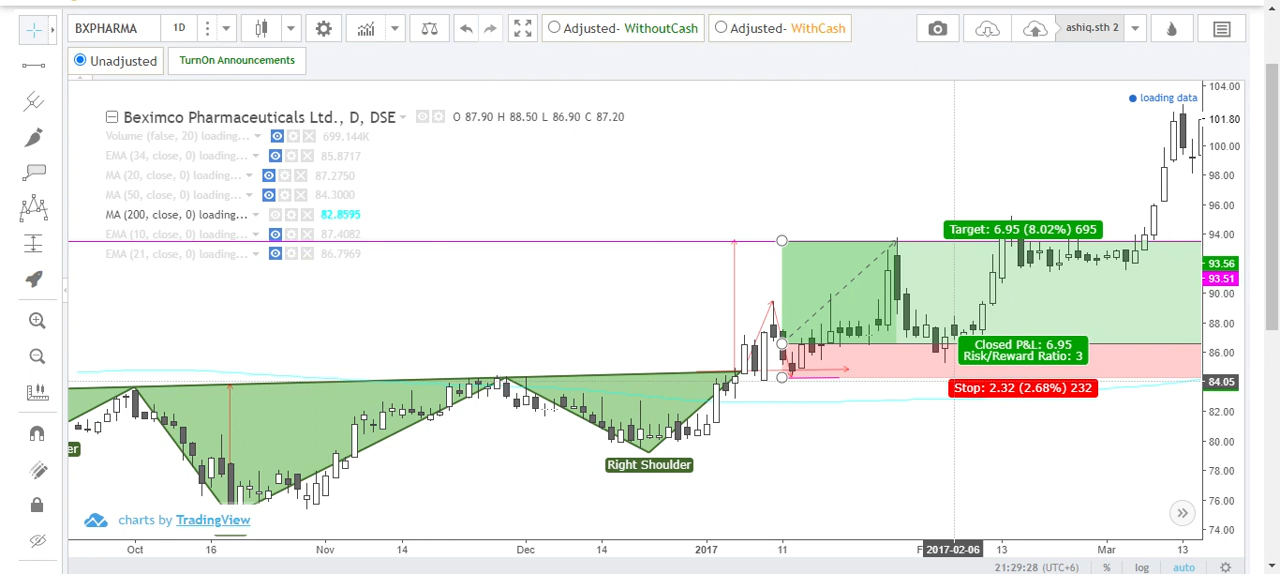 BXPHARMA 1D Adjusted- WithoutCash Adjusted- WithCash ashiq.sth 2
Unadjusted TurnOn Announcements
loading data
Beximco Pharmaceuticals Ltd., D, DSE O 87.90 H 88.50 L 86.90 C 87.20
Volume (false, 20) loading... 699.144K
EMA (34, close, 0) loading... 85.8717
MA (20, close, 0) loading... 87.2750
MA (50, close, 0) loading... 84.3000
MA (200, close, 0) loading... 82.8595
EMA (10, close, 0) loading... 87.4082
EMA (21, close, 0) loading... 86.7969
Target: 6.95 (8.02%) 695
Closed P&L: 6.95
Risk/Reward Ratio: 3
Stop: 2.32 (2.68%) 232
er
Right Shoulder
104.00
101.80
100.00
98.00
96.00
94.00
93.56
93.51
90.00
88.00
86.00
84.05
82.00
80.00
78.00
76.00
74.00
charts by TradingView
Oct 16 Nov 14 Dec 14 2017 11 F 2017-02-06 13 Mar 13
21:29:28 (UTC+6) % log auto